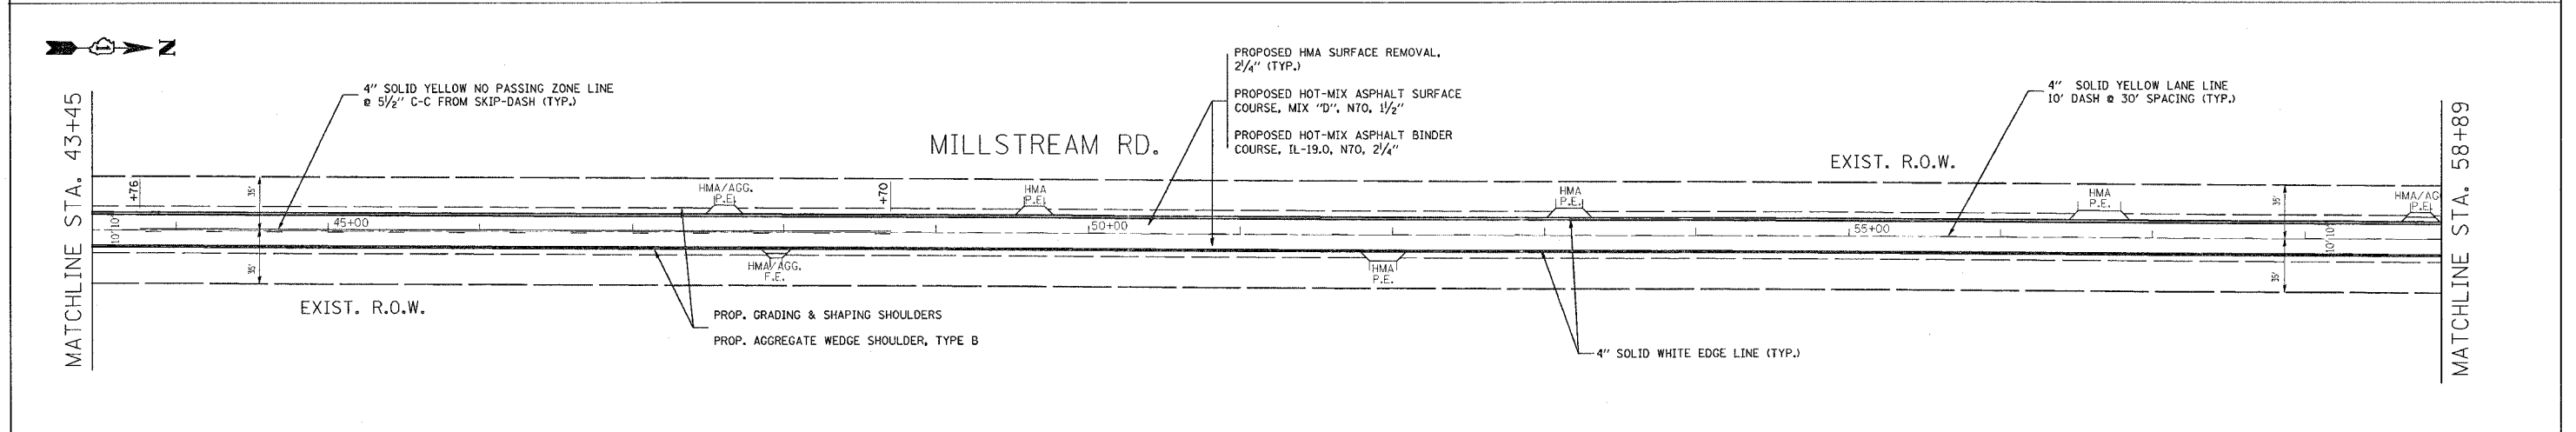 N
MATCHLINE STA. 43+45
4" SOLID YELLOW NO PASSING ZONE LINE
@ 5½" C-C FROM SKIP-DASH (TYP.)
MILLSTREAM RD.
PROPOSED HMA SURFACE REMOVAL,
2¼" (TYP.)
PROPOSED HOT-MIX ASPHALT SURFACE
COURSE, MIX "D", N70, 1½"
PROPOSED HOT-MIX ASPHALT BINDER
COURSE, IL-19.0, N70, 2¼"
4" SOLID YELLOW LANE LINE
10' DASH @ 30' SPACING (TYP.)
EXIST. R.O.W.
MATCHLINE STA. 58+89
+76
35'
HMA/AGG.
P.E.
+70
HMA
P.E.
HMA
P.E.
HMA
P.E.
35'
HMA/AG
P.E.
10'
10'
45+00
50+00
55+00
10'
10'
35'
HMA/AGG.
F.E.
HMA
P.E.
35'
EXIST. R.O.W.
PROP. GRADING & SHAPING SHOULDERS
PROP. AGGREGATE WEDGE SHOULDER, TYPE B
4" SOLID WHITE EDGE LINE (TYP.)